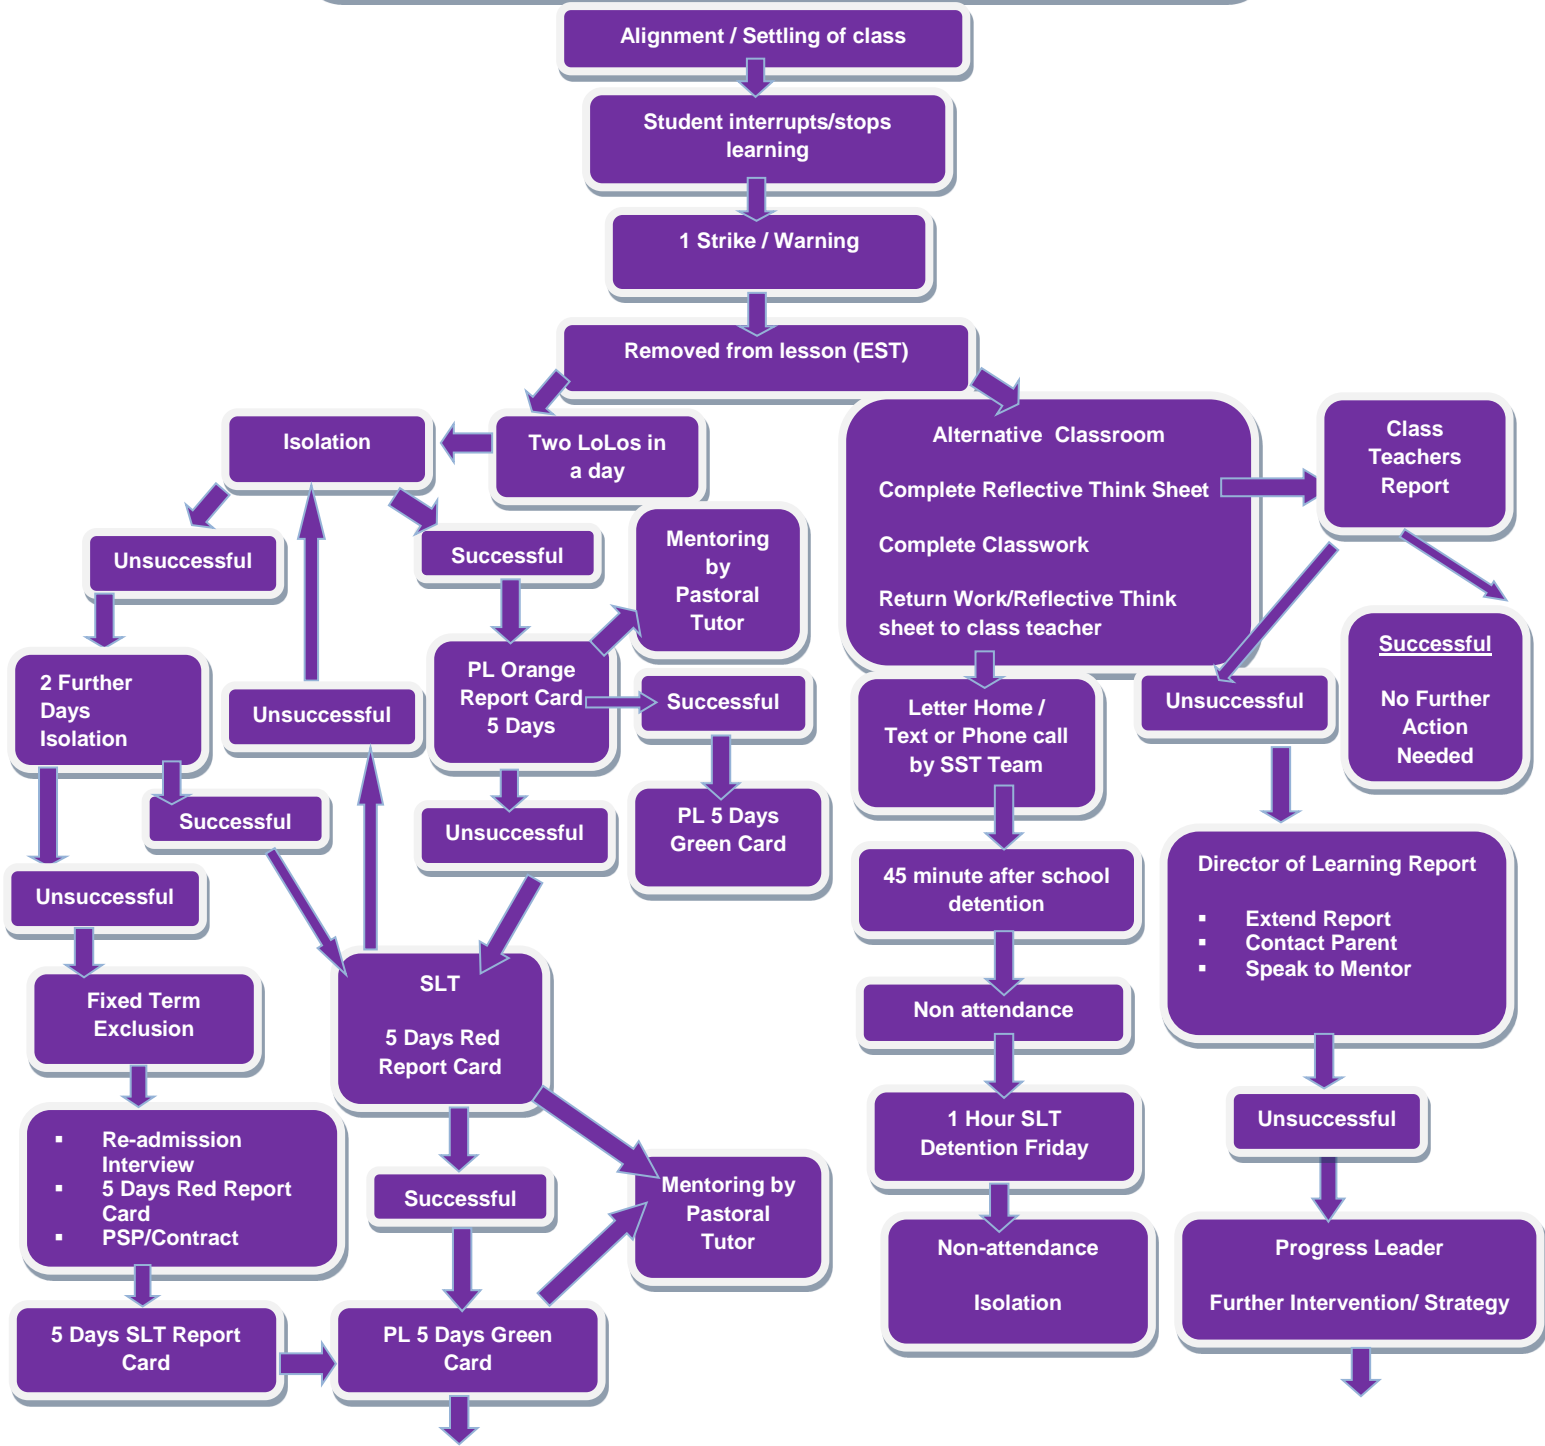 Alignment / Settling of class
Student interrupts/stops
learning
1 Strike / Warning
Removed from lesson (EST)
Isolation
Two LoLos in
a day
Alternative  Classroom
Complete Reflective Think Sheet
Complete Classwork
Return Work/Reflective Think
sheet to class teacher
Class
Teachers
Report
Unsuccessful
Successful
Mentoring
by
Pastoral
Tutor
Successful
No Further
Action
Needed
2 Further
Days
Isolation
Unsuccessful
PL Orange
Report Card
5 Days
Successful
Letter Home /
Text or Phone call
by SST Team
Unsuccessful
Successful
Unsuccessful
PL 5 Days
Green Card
45 minute after school
detention
Director of Learning Report
▪ Extend Report
▪ Contact Parent
▪ Speak to Mentor
Unsuccessful
Fixed Term
Exclusion
SLT
5 Days Red
Report Card
Non attendance
▪ Re-admission
Interview
▪ 5 Days Red Report
Card
▪ PSP/Contract
Successful
Mentoring by
Pastoral
Tutor
1 Hour SLT
Detention Friday
Unsuccessful
Non-attendance
Isolation
Progress Leader
Further Intervention/ Strategy
5 Days SLT Report
Card
PL 5 Days Green
Card